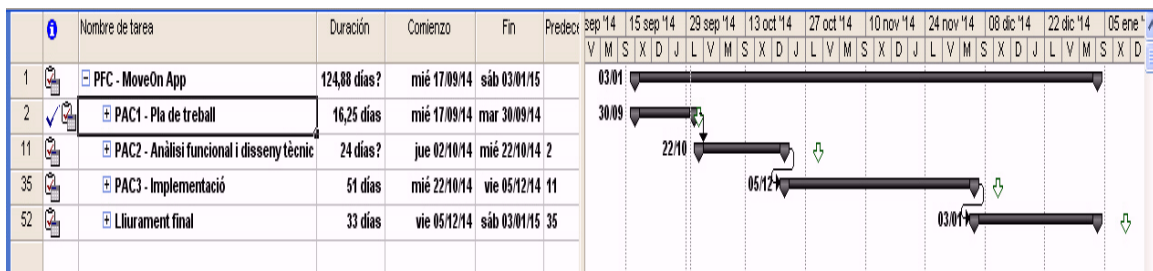 Nombre de tarea Duración Comienzo Fin Predece sep '14 15 sep '14 29 sep '14 13 oct '14 27 oct '14 10 nov '14 24 nov '14 08 dic '14 22 dic '14 05 ene '
V M S X D J L V M S X D J L V M S X D J L V M S X D J L V M S X D
1 PFC - MoveOn App 124,88 días? mié 17/09/14 sáb 03/01/15 03/01
2 PAC1 - Pla de treball 16,25 días mié 17/09/14 mar 30/09/14 30/09
11 PAC2 - Anàlisi funcional i disseny tècnic 24 días? jue 02/10/14 mié 22/10/14 2 22/10
35 PAC3 - Implementació 51 días mié 22/10/14 vie 05/12/14 11 05/12
52 Lliurament final 33 días vie 05/12/14 sáb 03/01/15 35 03/01